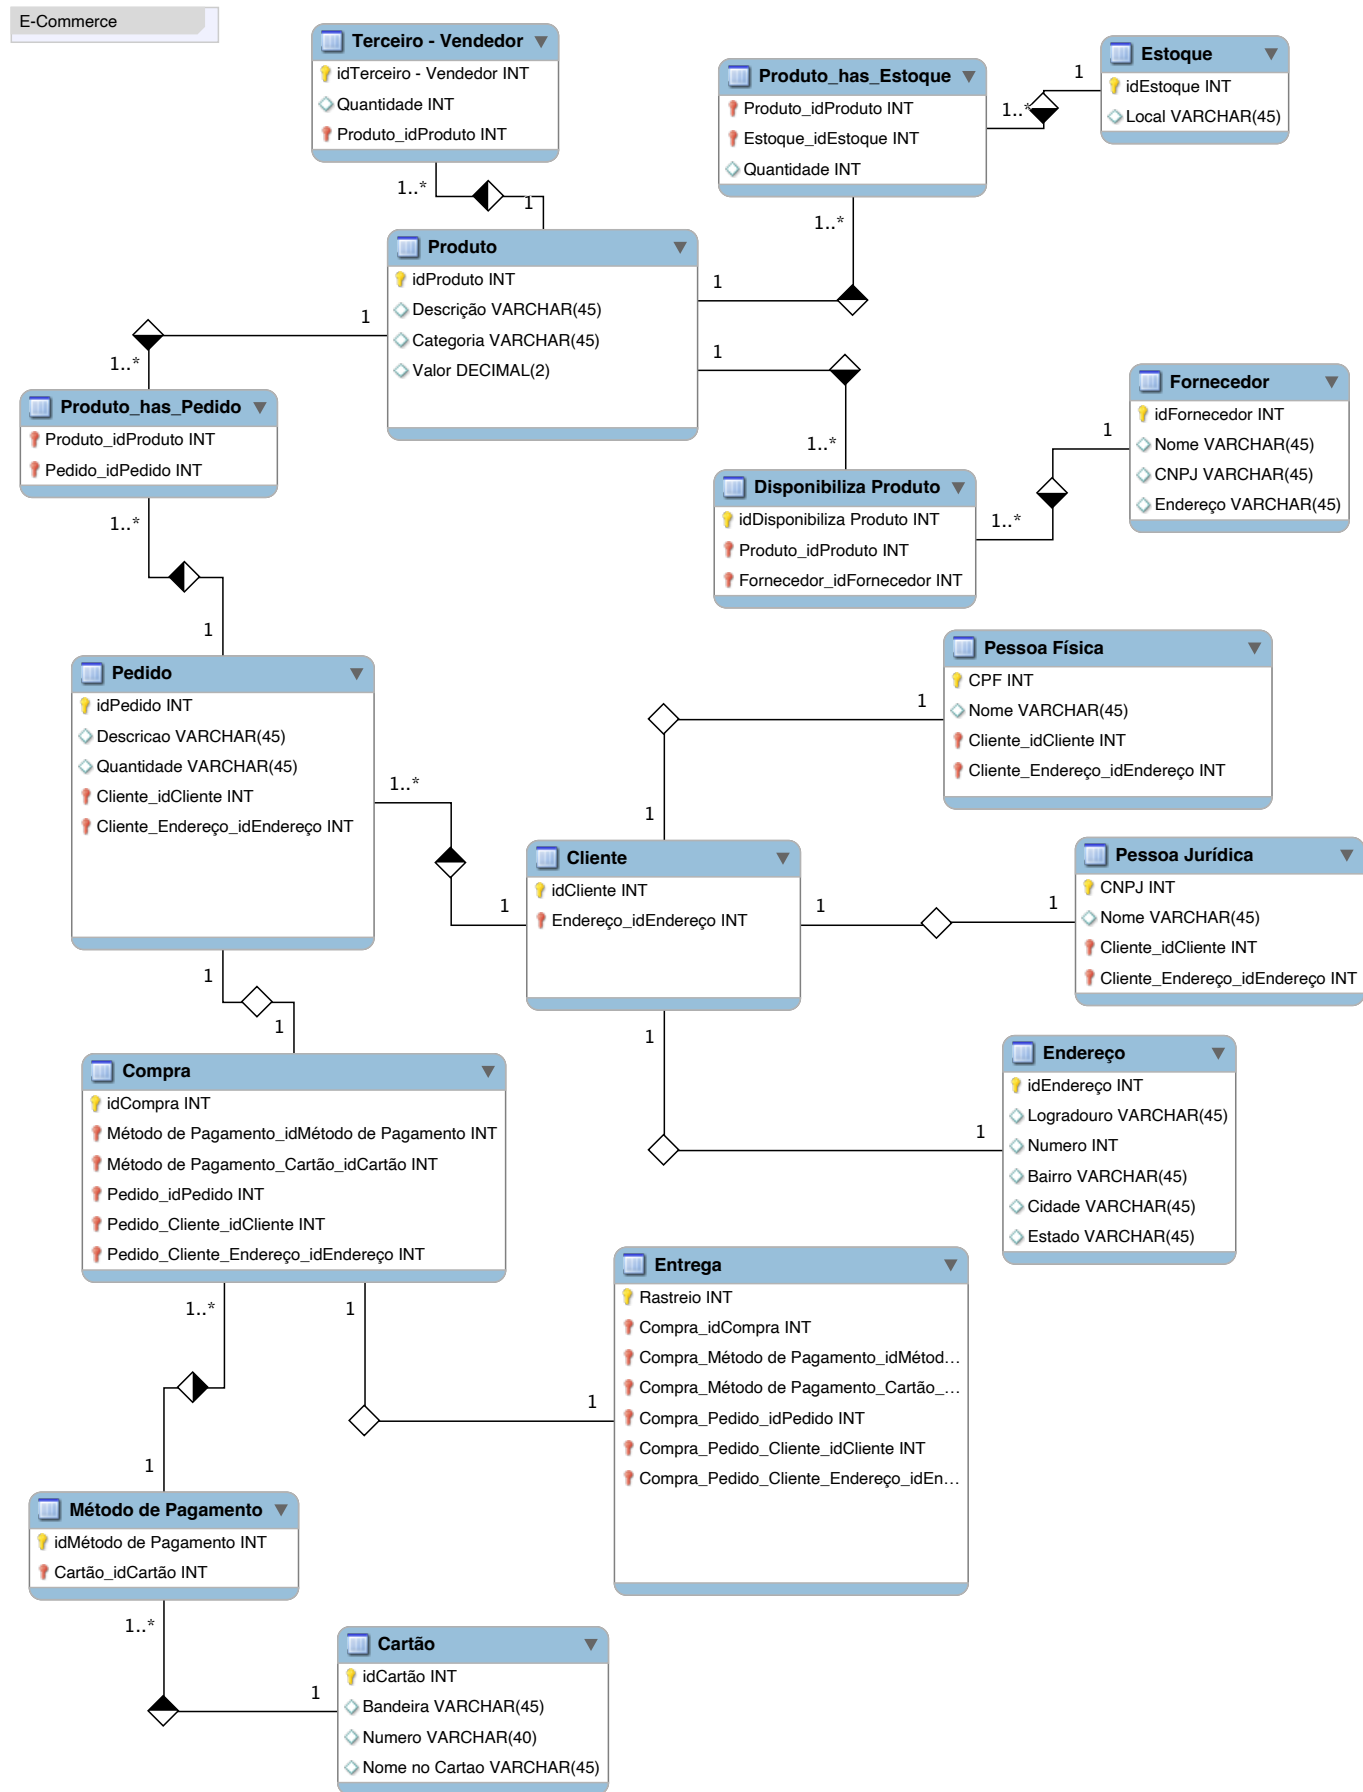 E-Commerce
Terceiro - Vendedor
idTerceiro - Vendedor INT
Quantidade INT
Produto_idProduto INT
1..*
1
Produto_has_Estoque
Produto_idProduto INT
Estoque_idEstoque INT
Quantidade INT
1..*
1
Estoque
idEstoque INT
Local VARCHAR(45)
1..*
1
Produto
idProduto INT
Descrição VARCHAR(45)
Categoria VARCHAR(45)
Valor DECIMAL(2)
1
1..*
1
1..*
Produto_has_Pedido
Produto_idProduto INT
Pedido_idPedido INT
1..*
1
Disponibiliza Produto
idDisponibiliza Produto INT
Produto_idProduto INT
Fornecedor_idFornecedor INT
1..*
1
Fornecedor
idFornecedor INT
Nome VARCHAR(45)
CNPJ VARCHAR(45)
Endereço VARCHAR(45)
Pedido
idPedido INT
Descricao VARCHAR(45)
Quantidade VARCHAR(45)
Cliente_idCliente INT
Cliente_Endereço_idEndereço INT
1..*
1
Pessoa Física
CPF INT
Nome VARCHAR(45)
Cliente_idCliente INT
Cliente_Endereço_idEndereço INT
1
1
Cliente
idCliente INT
Endereço_idEndereço INT
1
1
Pessoa Jurídica
CNPJ INT
Nome VARCHAR(45)
Cliente_idCliente INT
Cliente_Endereço_idEndereço INT
1
1
Endereço
idEndereço INT
Logradouro VARCHAR(45)
Numero INT
Bairro VARCHAR(45)
Cidade VARCHAR(45)
Estado VARCHAR(45)
1
1
Compra
idCompra INT
Método de Pagamento_idMétodo de Pagamento INT
Método de Pagamento_Cartão_idCartão INT
Pedido_idPedido INT
Pedido_Cliente_idCliente INT
Pedido_Cliente_Endereço_idEndereço INT
1..*
1
1
1
Entrega
Rastreio INT
Compra_idCompra INT
Compra_Método de Pagamento_idMétod...
Compra_Método de Pagamento_Cartão_...
Compra_Pedido_idPedido INT
Compra_Pedido_Cliente_idCliente INT
Compra_Pedido_Cliente_Endereço_idEn...
Método de Pagamento
idMétodo de Pagamento INT
Cartão_idCartão INT
1..*
1
Cartão
idCartão INT
Bandeira VARCHAR(45)
Numero VARCHAR(40)
Nome no Cartao VARCHAR(45)